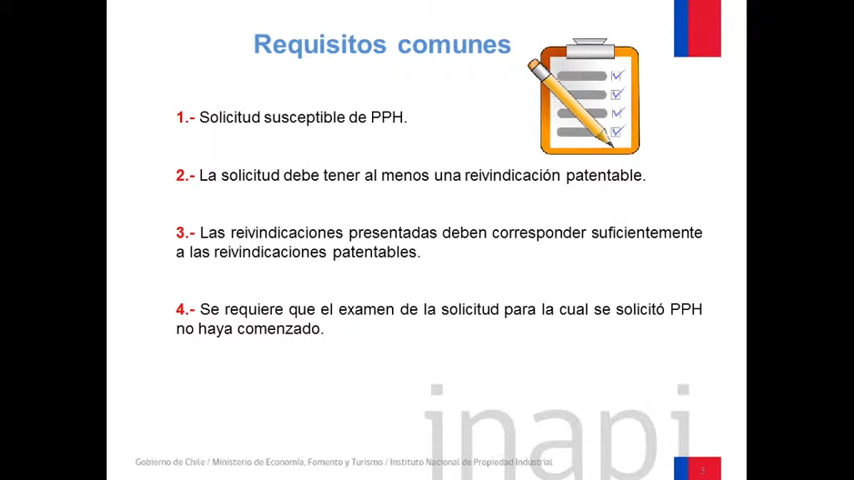 Requisitos comunes
1.- Solicitud susceptible de PPH.
2.- La solicitud debe tener al menos una reivindicación patentable.
3.- Las reivindicaciones presentadas deben corresponder suficientemente
a las reivindicaciones patentables.
4.- Se requiere que el examen de la solicitud para la cual se solicitó PPH
no haya comenzado.
inapi
Gobierno de Chile / Ministerio de Economía, Fomento y Turismo / Instituto Nacional de Propiedad Industrial
3